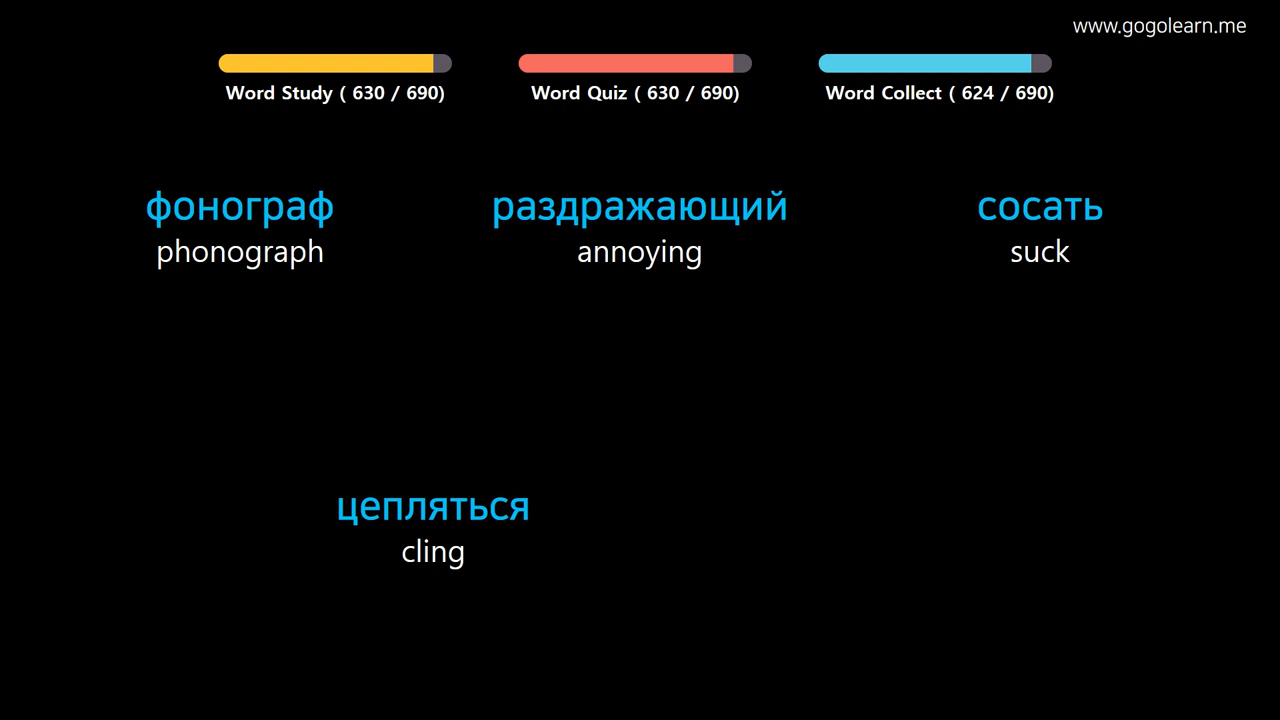 www.gogolearn.me
Word Study ( 630 / 690)
Word Quiz ( 630 / 690)
Word Collect ( 624 / 690)
фонограф
phonograph
раздражающий
annoying
сосать
suck
цепляться
cling